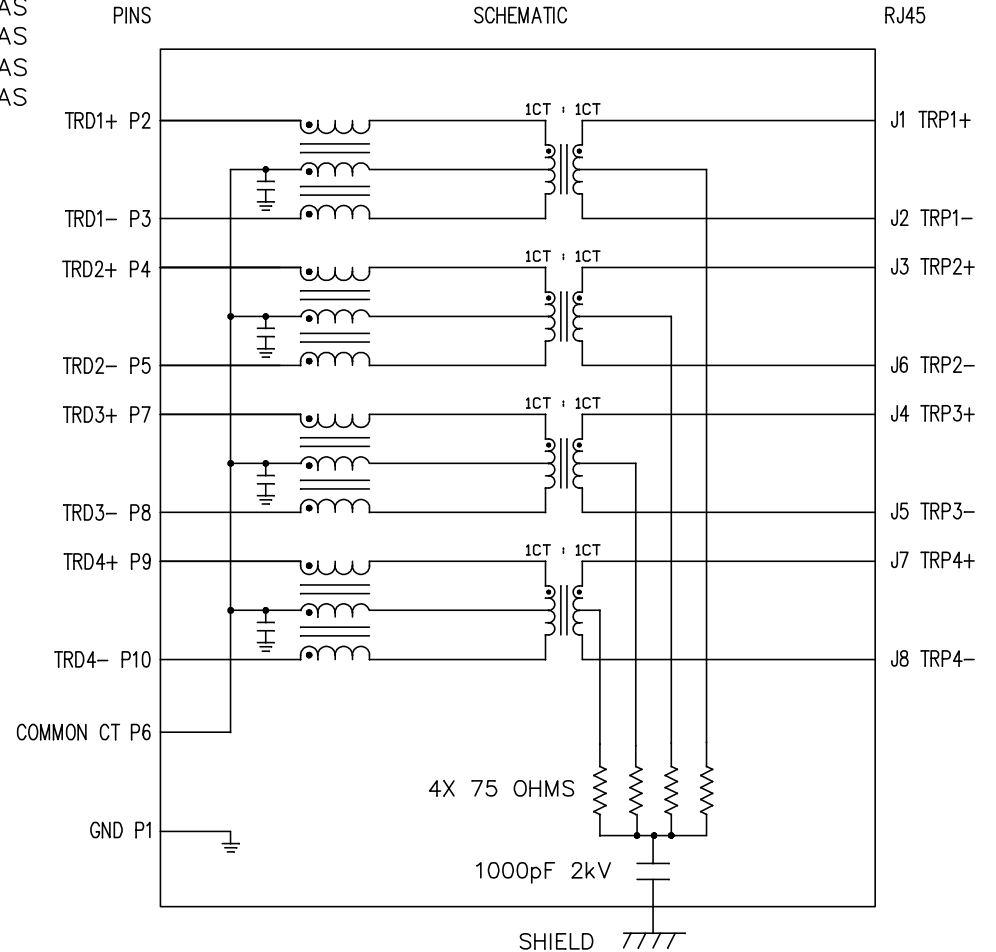 AS
AS
AS
AS
PINS SCHEMATIC RJ45
1CT : 1CT
TRD1+ P2 J1 TRP1+
TRD1- P3 J2 TRP1-
1CT : 1CT
TRD2+ P4 J3 TRP2+
TRD2- P5 J6 TRP2-
1CT : 1CT
TRD3+ P7 J4 TRP3+
TRD3- P8 J5 TRP3-
1CT : 1CT
TRD4+ P9 J7 TRP4+
TRD4- P10 J8 TRP4-
COMMON CT P6
4X 75 OHMS
GND P1
1000pF 2kV
SHIELD